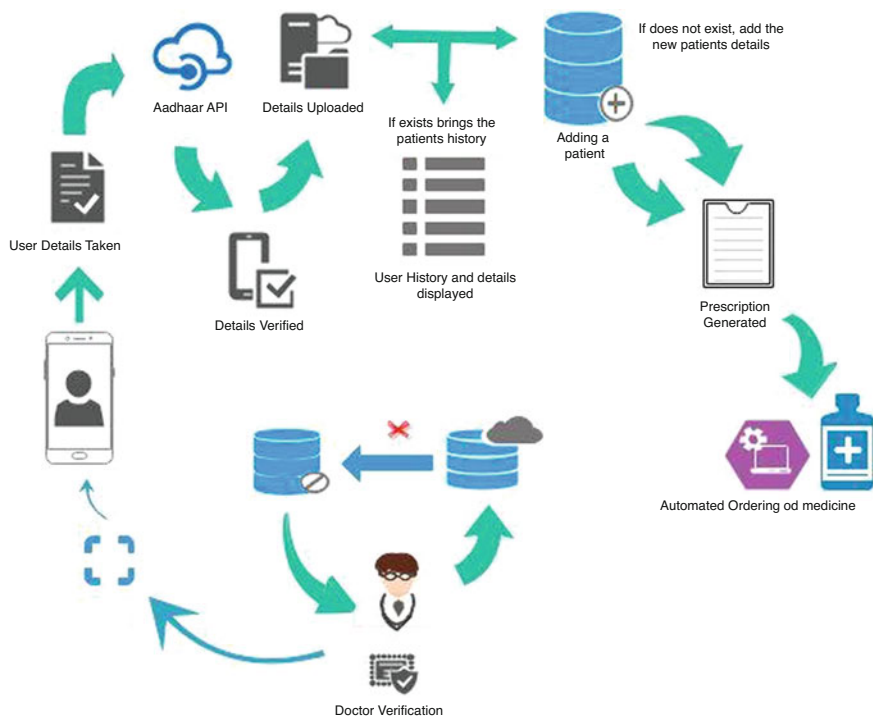 Aadhaar API
Details Uploaded
If does not exist, add the
new patients details
If exists brings the
patients history
Adding a
patient
User Details Taken
User History and details
displayed
Details Verified
Prescription
Generated
Automated Ordering od medicine
Doctor Verification